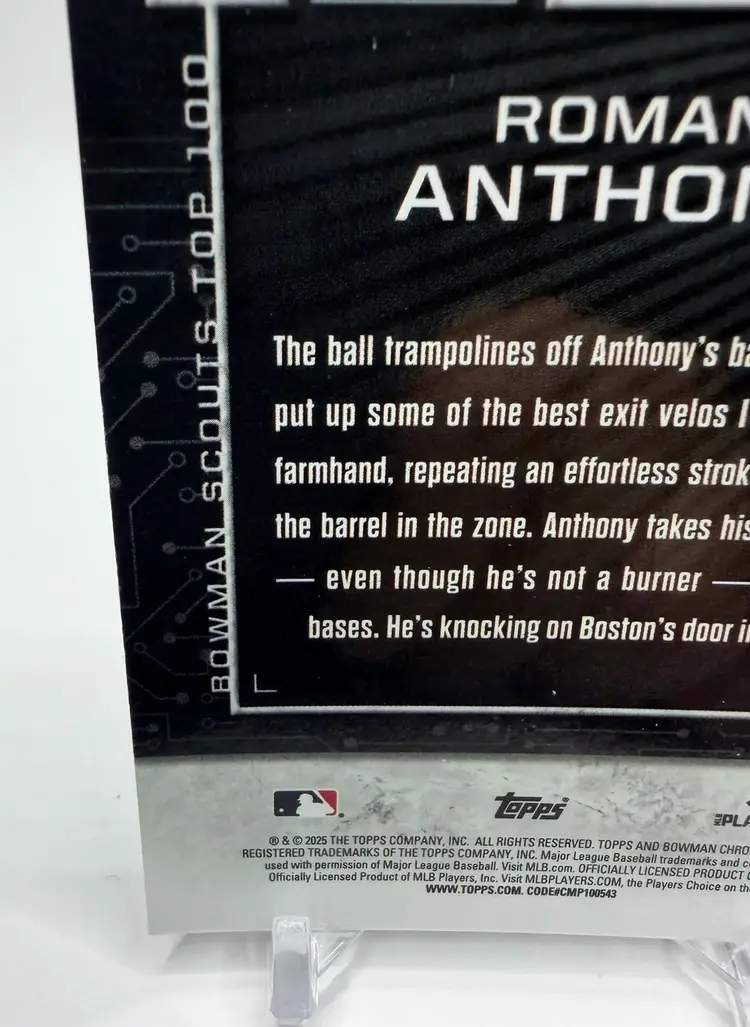 BOWMAN SCOUTS TOP 100
ROMAN
ANTHO
The ball trampolines off Anthony's ba
put up some of the best exit velos
farmhand, repeating an effortless strok
the barrel in the zone. Anthony takes his
— even though he's not a burner —
bases. He's knocking on Boston's door i
topps
® & © 2025 THE TOPPS COMPANY, INC. ALL RIGHTS RESERVED. TOPPS AND BOWMAN CHRO
REGISTERED TRADEMARKS OF THE TOPPS COMPANY, INC. Major League Baseball trademarks and c
used with permission of Major League Baseball. Visit MLB.com. OFFICIALLY LICENSED PRODUCT
Officially Licensed Product of MLB Players, Inc. Visit MLBPLAYERS.COM, the Players Choice on the
WWW.TOPPS.COM. CODE#CMP100543